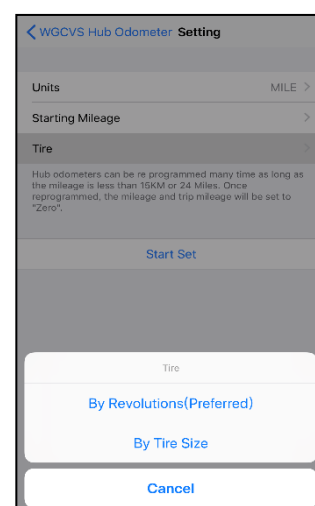 WGCVS Hub Odometer Setting
Units MILE
Starting Mileage
Tire
Hub odometers can be re programmed many time as long as
the mileage is less than 15KM or 24 Miles. Once
reprogrammed, the mileage and trip mileage will be set to
"Zero".
Start Set
Tire
By Revolutions(Preferred)
By Tire Size
Cancel